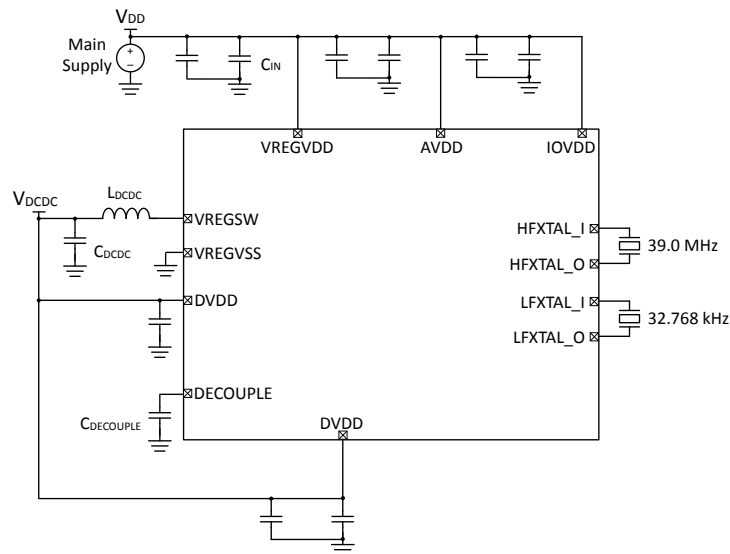 VDD
Main
Supply
+
−
CIN
VREGVDD
AVDD
IOVDD
VDCDC
LDCDC
VREGSW
CDCDC
VREGVSS
DVDD
HFXTAL_I
39.0 MHz
HFXTAL_O
LFXTAL_I
32.768 kHz
LFXTAL_O
DECOUPLE
CDECOUPLE
DVDD